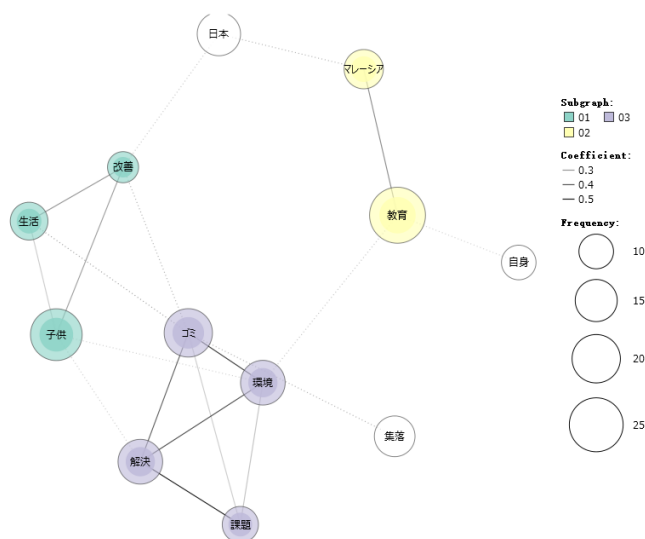 日本
マレーシア
改善
生活
教育
自身
子供
ゴミ
環境
集落
解決
課題
Subgraph:
01 03
02
Coefficient:
0.3
0.4
0.5
Frequency:
10
15
20
25